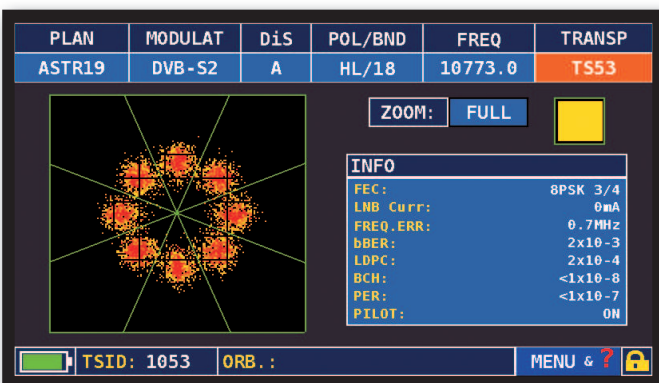 PLAN MODULAT DiS POL/BND FREQ TRANSP
ASTR19 DVB-S2 A HL/18 10773.0 TS53
ZOOM: FULL
INFO
FEC: 8PSK 3/4
LNB Curr: 0mA
FREQ.ERR: 0.7MHz
bBER: 2x10-3
LDPC: 2x10-4
BCH: <1x10-8
PER: <1x10-7
PILOT: ON
TSID: 1053 ORB.: MENU & ?